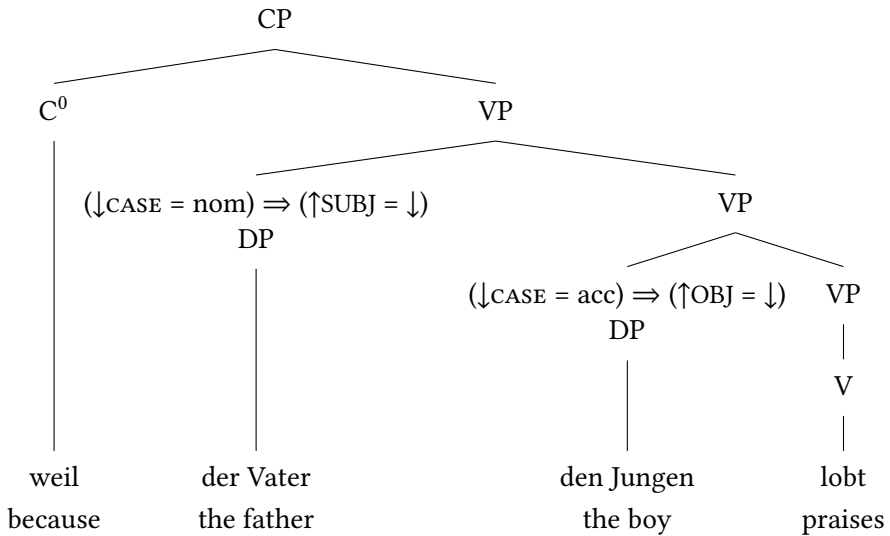 CP
C⁰ VP
(↓CASE = nom) ⇒ (↑SUBJ = ↓) VP
DP
(↓CASE = acc) ⇒ (↑OBJ = ↓) VP
DP
V
weil der Vater den Jungen lobt
because the father the boy praises